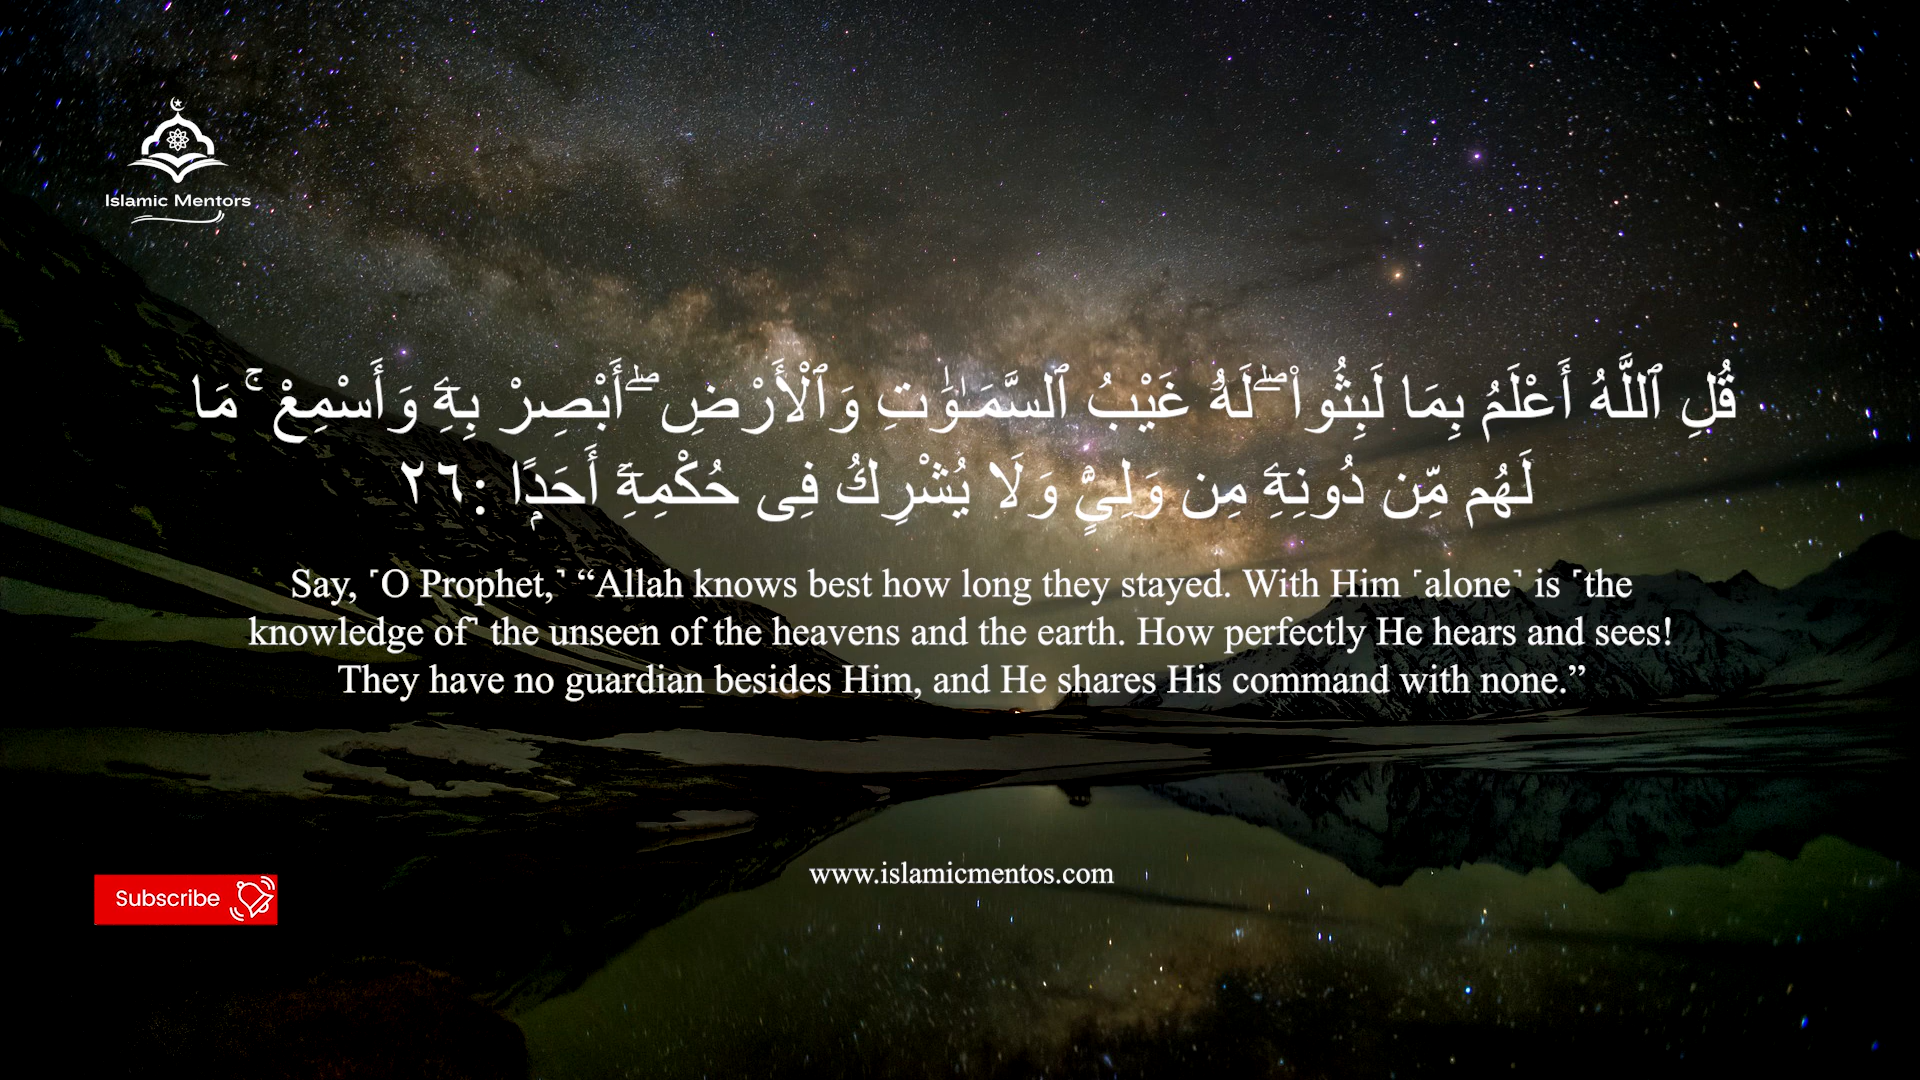 Islamic Mentors
قُلِ ٱللَّهُ أَعْلَمُ بِمَا لَبِثُوا۟ ۖ لَهُۥ غَيْبُ ٱلسَّمَـٰوَٰتِ وَٱلْأَرْضِ ۖ أَبْصِرْ بِهِۦ وَأَسْمِعْ ۚ مَا
لَهُم مِّن دُونِهِۦ مِن وَلِىٍّۢ وَلَا يُشْرِكُ فِى حُكْمِهِۦٓ أَحَدًۭا ٢٦:
Say, ˹O Prophet,˺ “Allah knows best how long they stayed. With Him ˹alone˺ is ˹the
knowledge of˺ the unseen of the heavens and the earth. How perfectly He hears and sees!
They have no guardian besides Him, and He shares His command with none.”
www.islamicmentos.com
Subscribe